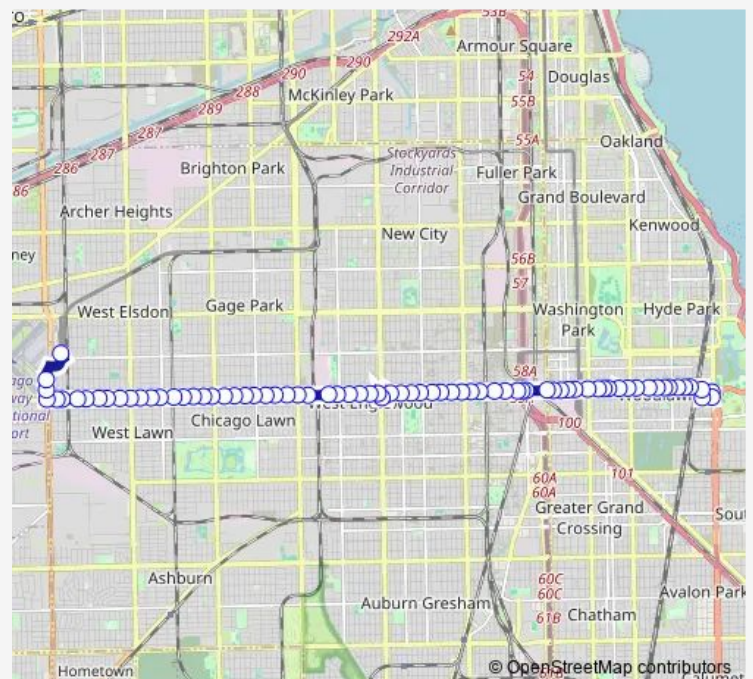 ro.
53B
292A
Armour Square
290
290
54
Douglas
288
McKinley Park
55B
289
287
55A
Oakland
287
286
Stockyards
Industrial
Corridor
86
Brighton Park
Fuller Park
Grand Boulevard
Archer Heights
Kenwood
New City
ney
56B
57
West Elsdon
Gage Park
Washington
Park
Hyde Park
58A
West Englewood
Chicago Lawn
West Lawn
100
101
60A
60A
Greater Grand
Crossing
Sout
Ashburn
60C
60C
Avalon Park
Auburn Gresham
61B
Chatham
Hometown
© OpenStreetMap contributors